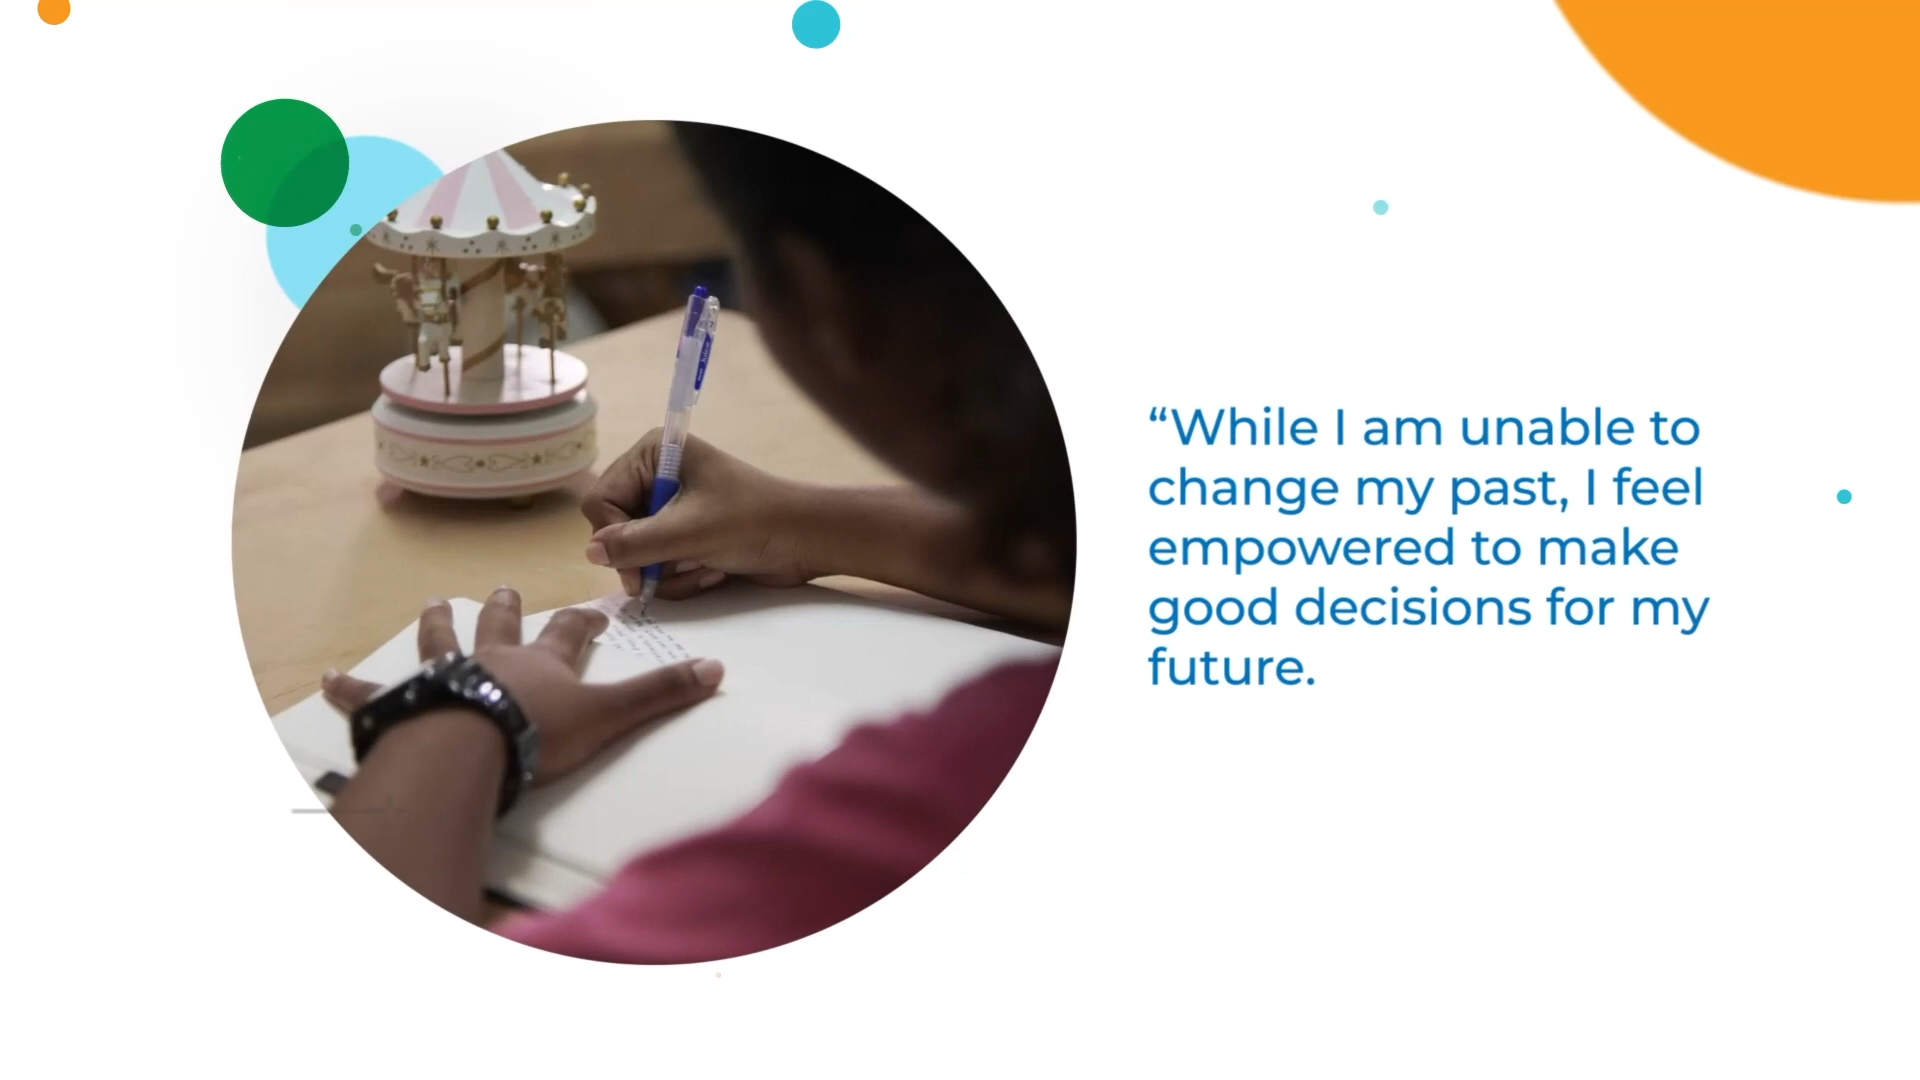 “While I am unable to
change my past, I feel
empowered to make
good decisions for my
future.